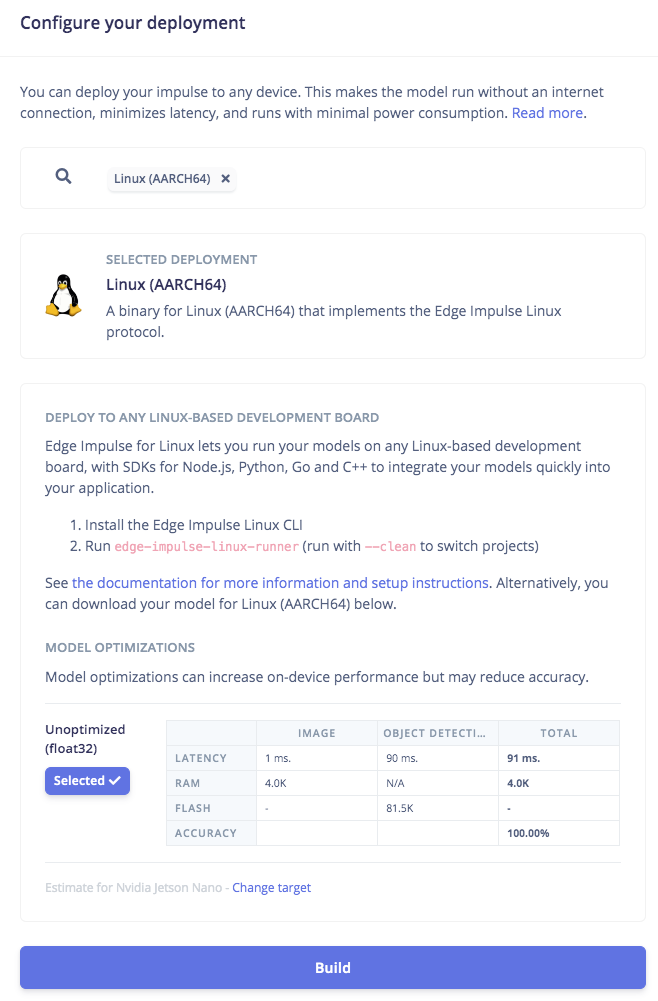 Configure your deployment
You can deploy your impulse to any device. This makes the model run without an internet
connection, minimizes latency, and runs with minimal power consumption. Read more.
Linux (AARCH64) ×
SELECTED DEPLOYMENT
Linux (AARCH64)
A binary for Linux (AARCH64) that implements the Edge Impulse Linux
protocol.
DEPLOY TO ANY LINUX-BASED DEVELOPMENT BOARD
Edge Impulse for Linux lets you run your models on any Linux-based development
board, with SDKs for Node.js, Python, Go and C++ to integrate your models quickly into
your application.
1. Install the Edge Impulse Linux CLI
2. Run edge-impulse-linux-runner (run with --clean to switch projects)
See the documentation for more information and setup instructions. Alternatively, you
can download your model for Linux (AARCH64) below.
MODEL OPTIMIZATIONS
Model optimizations can increase on-device performance but may reduce accuracy.
Unoptimized
(float32)
Selected ✓
IMAGE OBJECT DETECTI... TOTAL
LATENCY 1 ms. 90 ms. 91 ms.
RAM 4.0K N/A 4.0K
FLASH - 81.5K -
ACCURACY 100.00%
Estimate for Nvidia Jetson Nano - Change target
Build